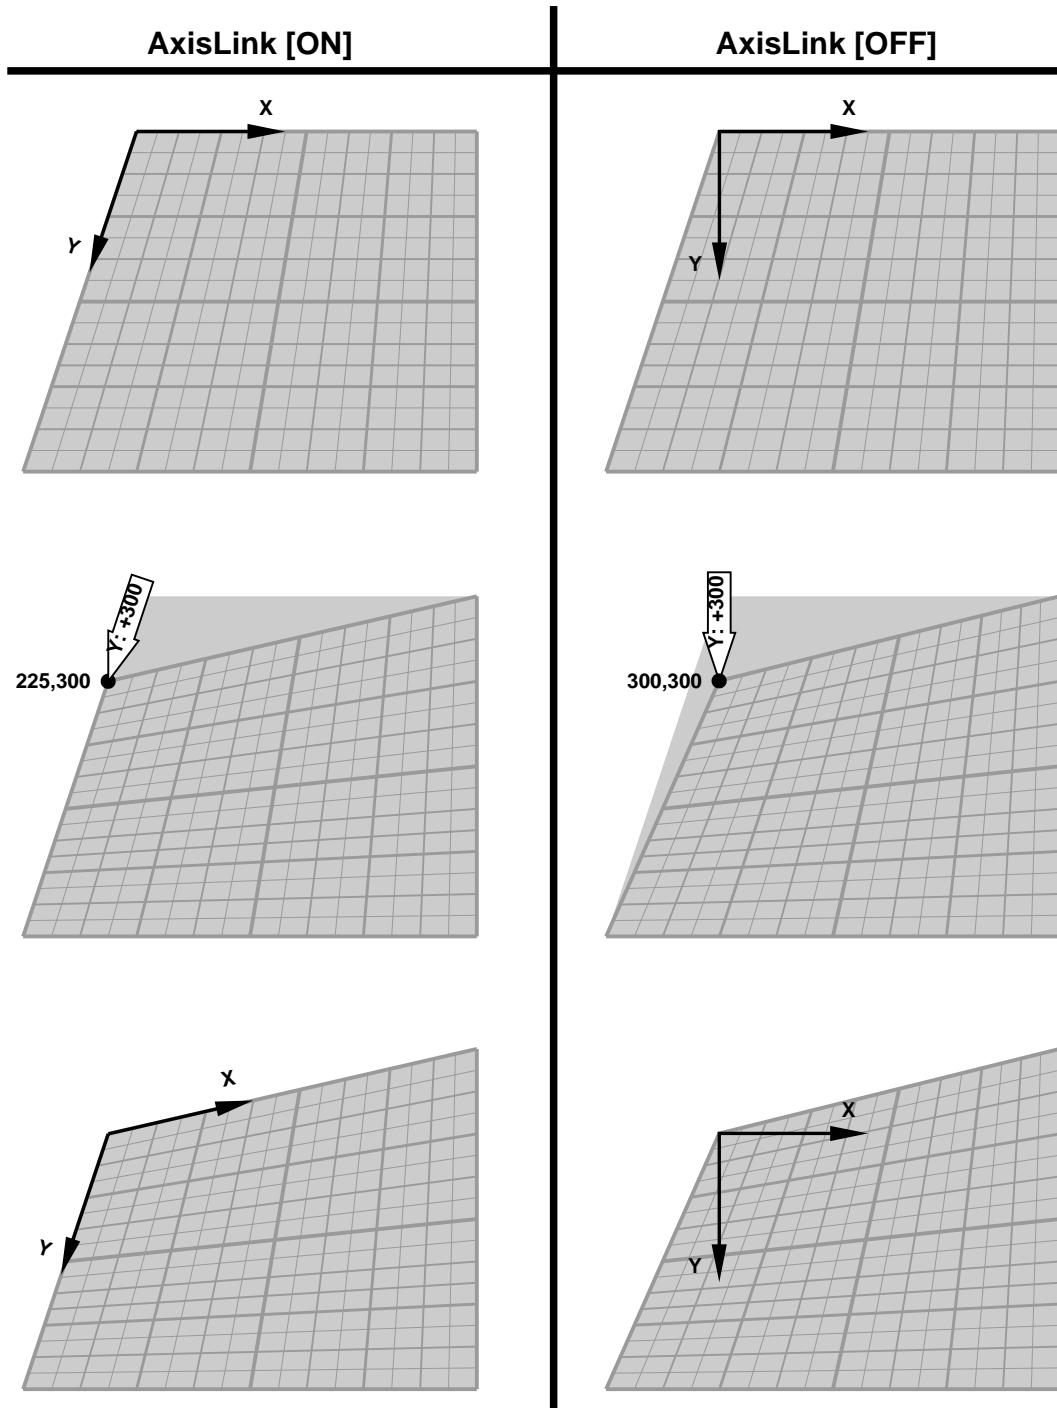 AxisLink [ON]
AxisLink [OFF]
X
Y
X
Y
Y: +300
225,300
Y: +300
300,300
X
Y
X
Y